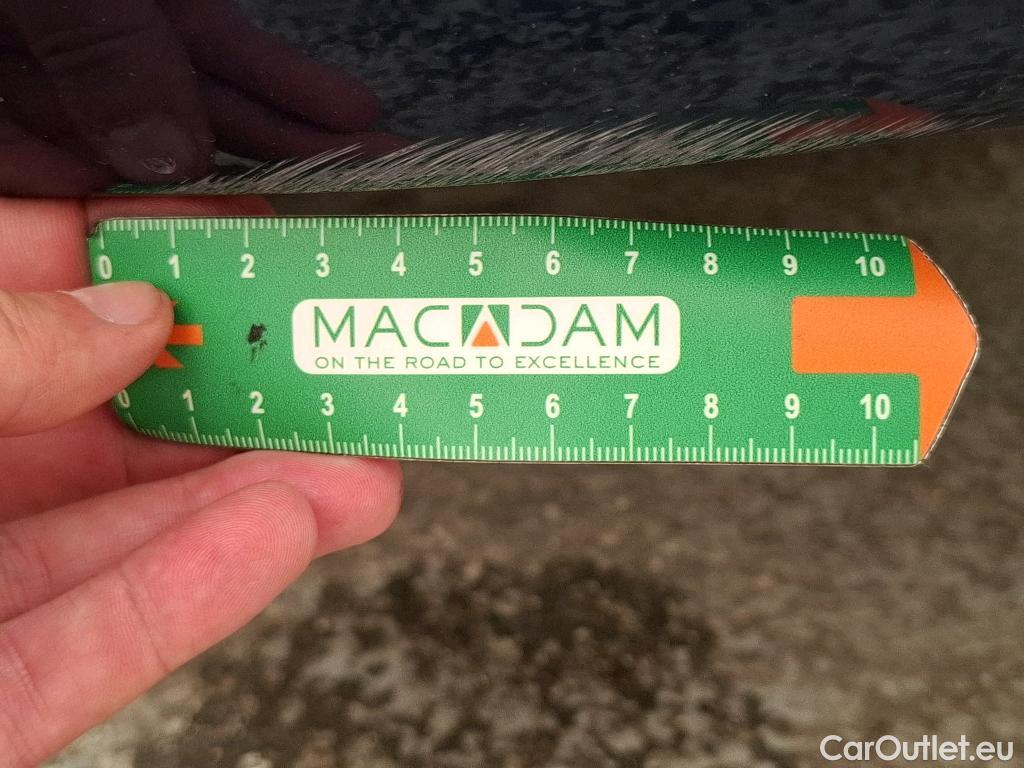 0 1 2 3 4 5 6 7 8 9 10
MACADAM
ON THE ROAD TO EXCELLENCE
0 1 2 3 4 5 6 7 8 9 10
CarOutlet.eu